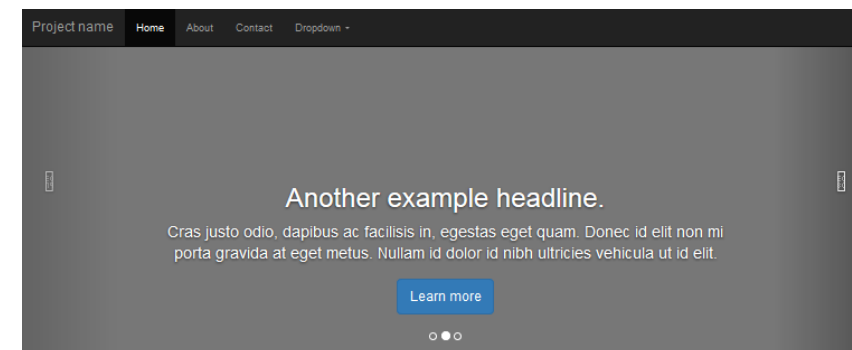 Project name Home About Contact Dropdown
Another example headline.
Cras justo odio, dapibus ac facilisis in, egestas eget quam. Donec id elit non mi
porta gravida at eget metus. Nullam id dolor id nibh ultricies vehicula ut id elit.
Learn more